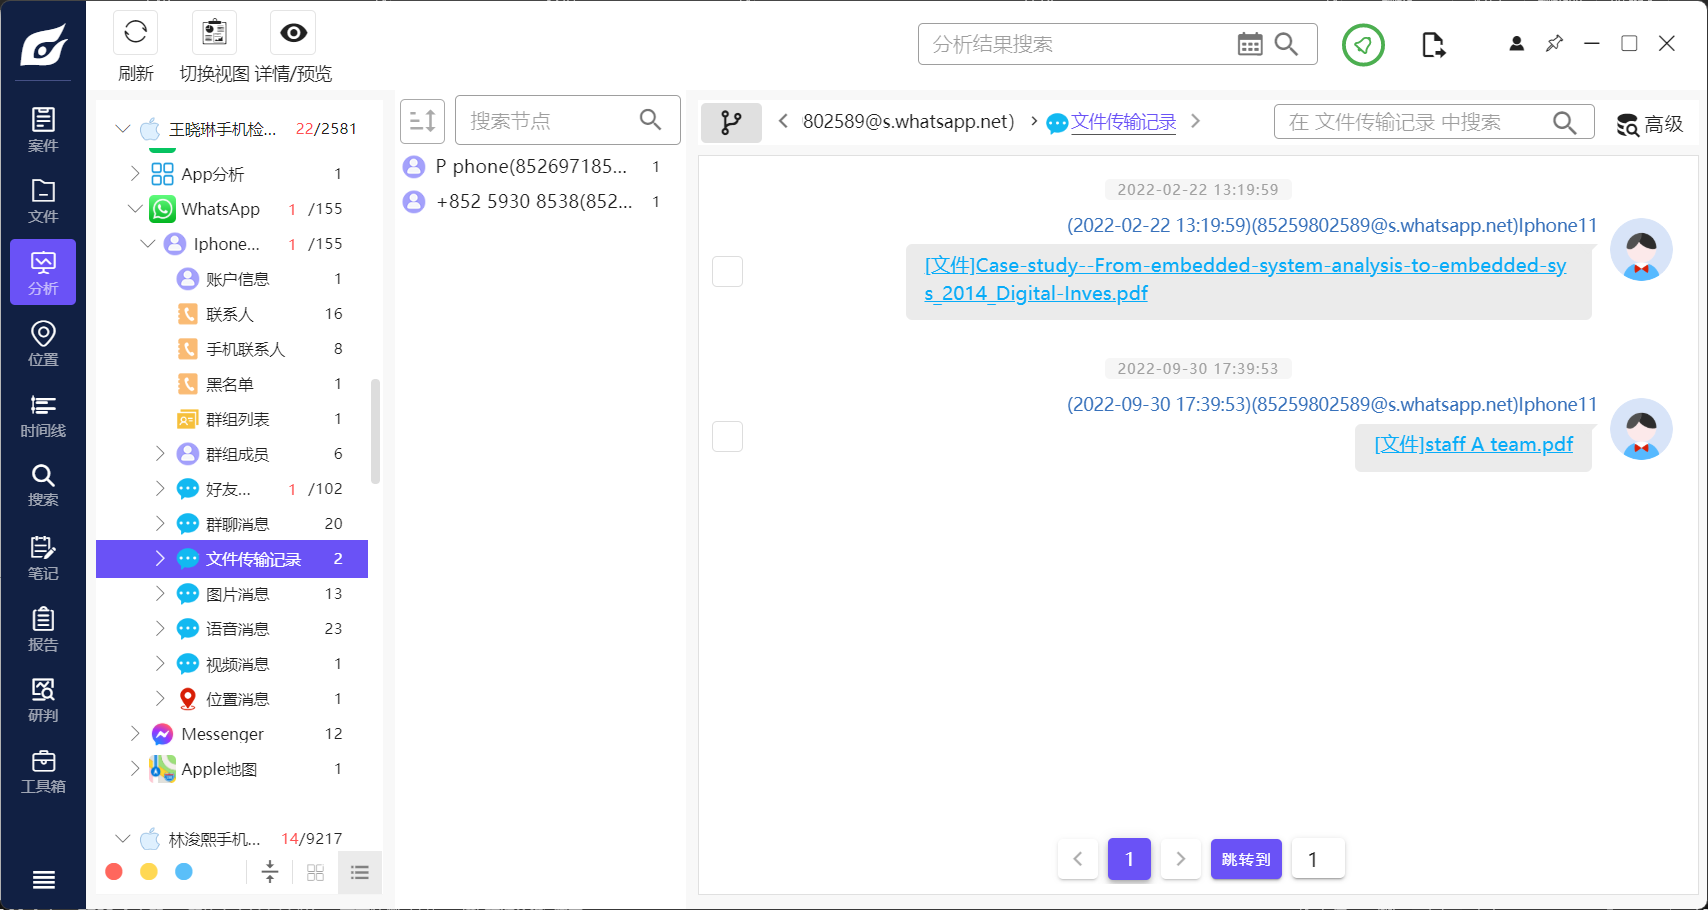 刷新
切换视图
详情/预览
分析结果搜索
案件
文件
分析
位置
时间线
搜索
笔记
报告
研判
工具箱
王晓琳手机检... 22/2581
App分析 1
WhatsApp 1 /155
Iphone... 1 /155
账户信息 1
联系人 16
手机联系人 8
黑名单 1
群组列表 1
群组成员 6
好友... 1 /102
群聊消息 20
文件传输记录 2
图片消息 13
语音消息 23
视频消息 1
位置消息 1
Messenger 12
Apple地图 1
林浚熙手机... 14/9217
搜索节点
P phone(852697185... 1
+852 5930 8538(852... 1
802589@s.whatsapp.net) 文件传输记录
在 文件传输记录 中搜索
高级
2022-02-22 13:19:59
(2022-02-22 13:19:59)(85259802589@s.whatsapp.net)Iphone11
[文件]Case-study--From-embedded-system-analysis-to-embedded-sy
s_2014_Digital-Inves.pdf
2022-09-30 17:39:53
(2022-09-30 17:39:53)(85259802589@s.whatsapp.net)Iphone11
[文件]staff A team.pdf
1 跳转到 1